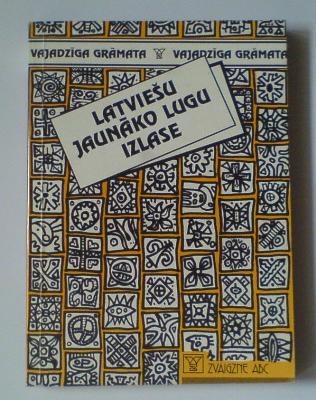 VAJADZĪGA GRĀMATA VAJADZĪGA GRĀMATA
LATVIEŠU
JAUNĀKO LUGU
IZLASE
ZVAIGZNE ABC